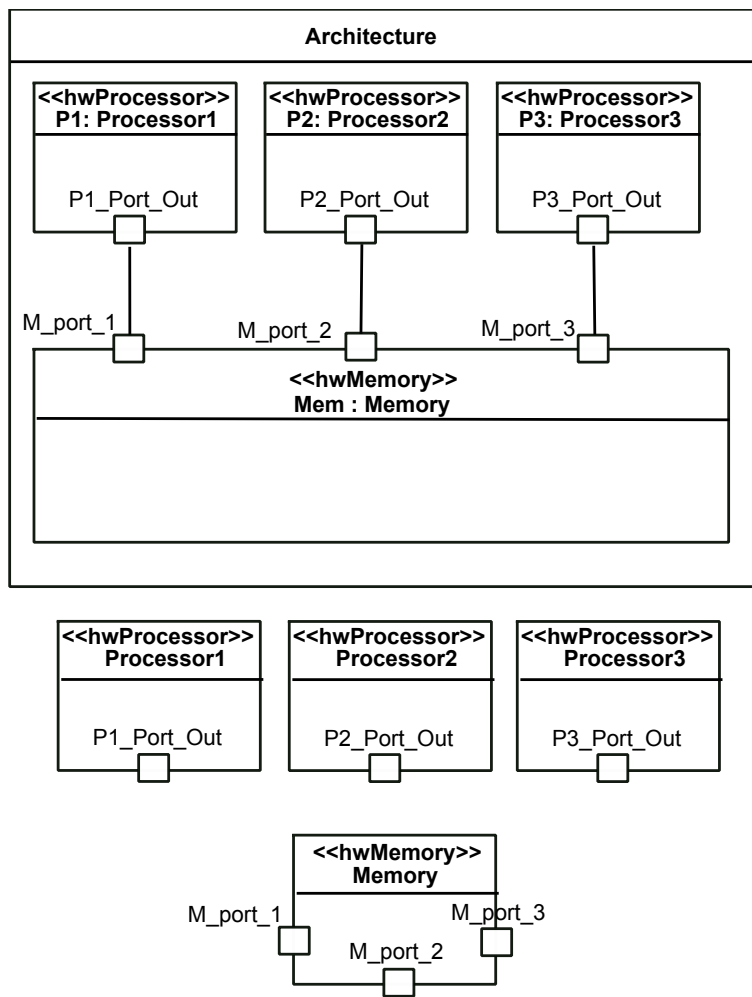 Architecture
<<hwProcessor>> <<hwProcessor>> <<hwProcessor>>
P1: Processor1 P2: Processor2 P3: Processor3
P1_Port_Out P2_Port_Out P3_Port_Out
M_port_1 M_port_2 M_port_3
<<hwMemory>>
Mem : Memory
<<hwProcessor>> <<hwProcessor>> <<hwProcessor>>
Processor1 Processor2 Processor3
P1_Port_Out P2_Port_Out P3_Port_Out
<<hwMemory>>
Memory
M_port_1 M_port_3
M_port_2